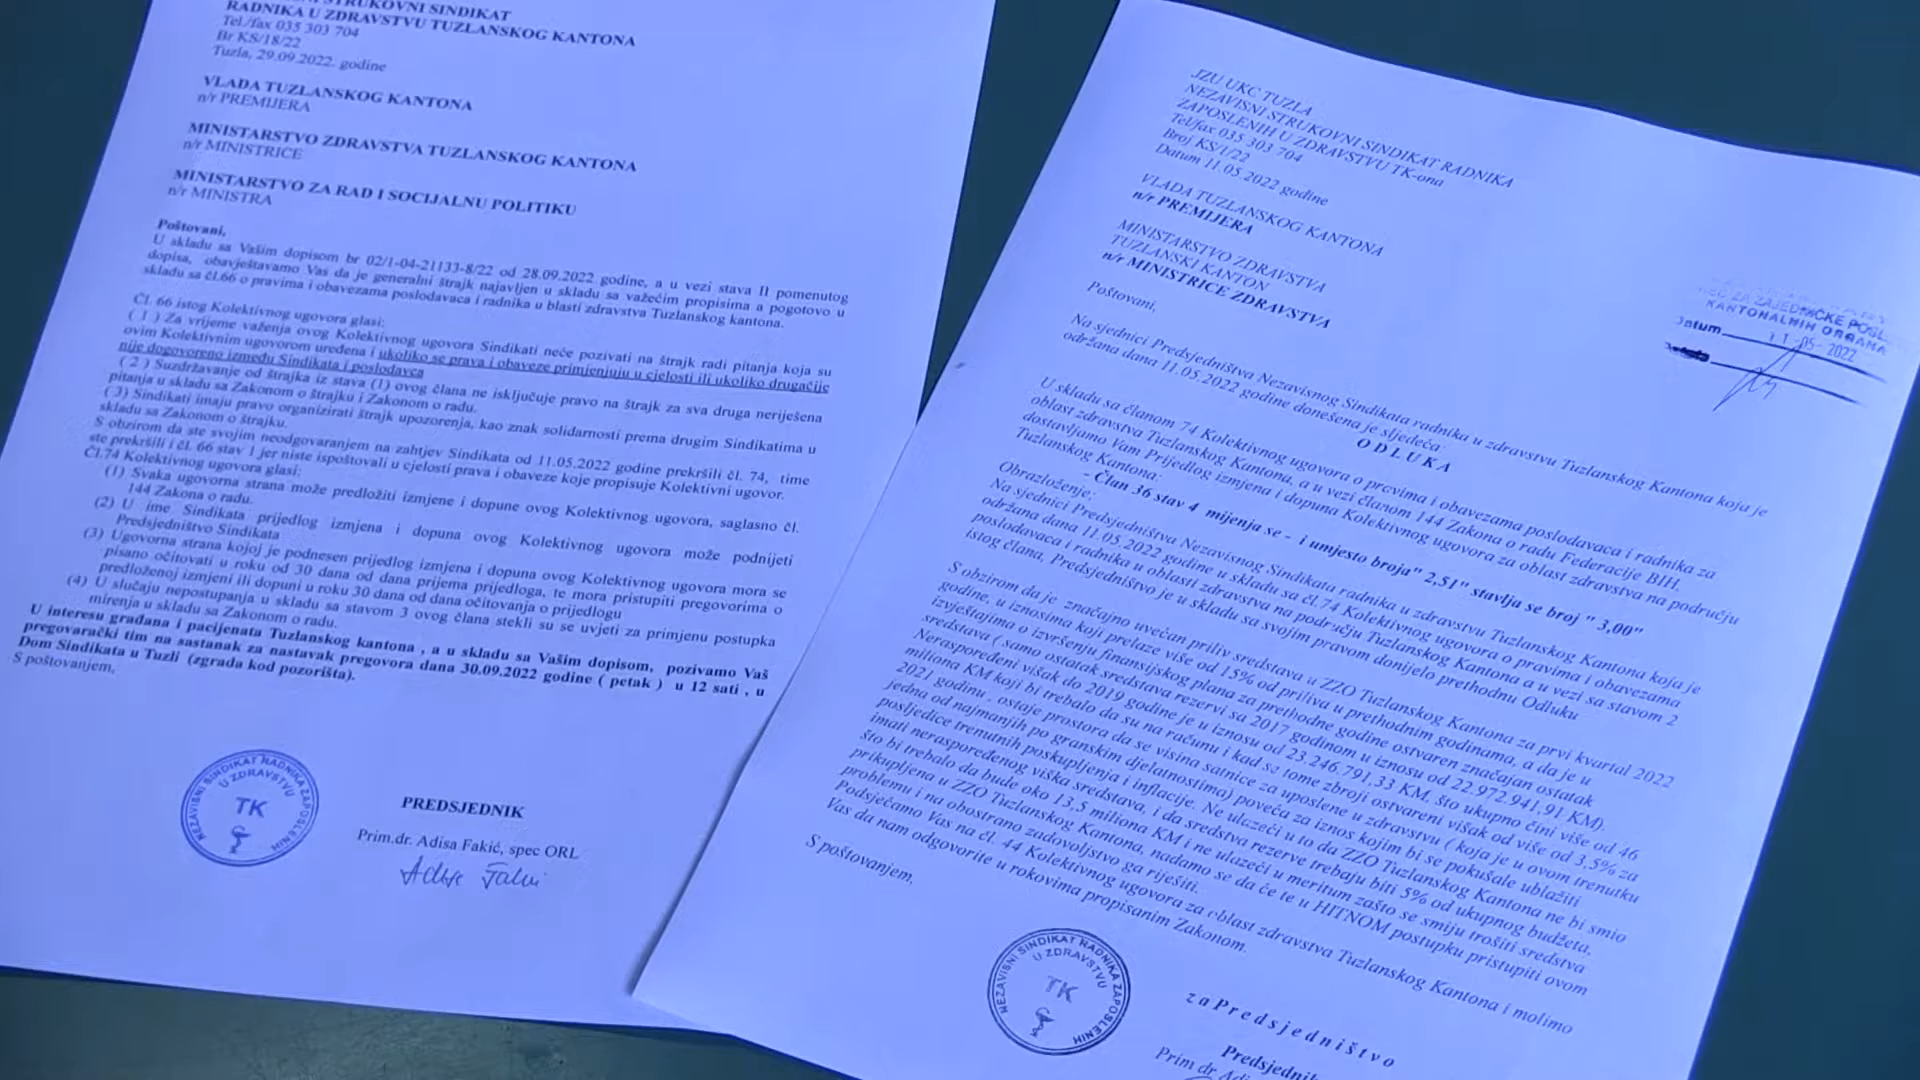 STRUKOVNI SINDIKAT
RADNIKA U ZDRAVSTVU TUZLANSKOG KANTONA
Tel./fax 035 303 704
Br KS/18/22
Tuzla, 29.09.2022. godine
VLADA TUZLANSKOG KANTONA
n/r PREMIJERA
MINISTARSTVO ZDRAVSTVA TUZLANSKOG KANTONA
n/r MINISTRICE
MINISTARSTVO ZA RAD I SOCIJALNU POLITIKU
n/r MINISTRA
Poštovani,
U skladu sa Vašim dopisom br 02/1-04-21133-8/22 od 28.09.2022 godine, a u vezi stava II pomenutog
dopisa, obavještavamo Vas da je generalni štrajk najavljen u skladu sa važećim propisima a pogotovo u
skladu sa čl.66 o pravima i obavezama poslodavaca i radnika u blasti zdravstva Tuzlanskog kantona.
Čl. 66 istog Kolektivnog ugovora glasi;
( 1 ) Za vrijeme važenja ovog Kolektivnog ugovora Sindikati neće pozivati na štrajk radi pitanja koja su
ovim Kolektivnim ugovorom uređena i ukoliko se prava i obaveze primjenjuju u cjelosti ili ukoliko drugačije
nije dogovoreno između Sindikata i poslodavca
( 2 ) Suzdržavanje od štrajka iz stava (1) ovog člana ne isključuje pravo na štrajk za sva druga neriješena
pitanja u skladu sa Zakonom o štrajku i Zakonom o radu.
( 3) Sindikati imaju pravo organizirati štrajk upozorenja, kao znak solidarnosti prema drugim Sindikatima u
skladu sa Zakonom o štrajku.
S obzirom da ste svojim neodgovaranjem na zahtjev Sindikata od 11.05.2022 godine prekršili čl. 74, time
ste prekršili i čl. 66 stav 1 jer niste ispoštovali u cjelosti prava i obaveze koje propisuje Kolektivni ugovor.
Čl.74 Kolektivnog ugovora glasi;
(1) Svaka ugovorna strana može predložiti izmjene i dopune ovog Kolektivnog ugovora, saglasno čl.
144 Zakona o radu.
(2) U ime Sindikata prijedlog izmjena i dopuna ovog Kolektivnog ugovora može podnijeti
Predsjedništvo Sindikata
(3) Ugovorna strana kojoj je podnesen prijedlog izmjena i dopuna ovog Kolektivnog ugovora mora se
pisano očitovati u roku od 30 dana od dana prijema prijedloga, te mora pristupiti pregovorima o
predloženoj izmjeni ili dopuni u roku 30 dana od dana očitovanja o prijedlogu
(4) U slučaju nepostupanja u skladu sa stavom 3 ovog člana stekli su se uvjeti za primjenu postupka
mirenja u skladu sa Zakonom o radu.
U interesu građana i pacijenata Tuzlanskog kantona , a u skladu sa Vašim dopisom, pozivamo Vaš
pregovarački tim na sastanak za nastavak pregovora dana 30.09.2022 godine ( petak ) u 12 sati , u
Dom Sindikata u Tuzli (zgrada kod pozorišta).
S poštovanjem,
NEZAVISNI SINDIKAT RADNIKA ZAPOSLENIH
U ZDRAVSTVU
TK
PREDSJEDNIK
Prim.dr. Adisa Fakić, spec ORL
JZU UKC TUZLA
NEZAVISNI STRUKOVNI SINDIKAT RADNIKA
ZAPOSLENIH U ZDRAVSTVU TK-ona
Tel/fax 035 303 704
Broj KS/1/22
Datum 11.05.2022 godine
VLADA TUZLANSKOG KANTONA
n/r PREMIJERA
MINISTARSTVO ZDRAVSTVA
TUZLANSKI KANTON
n/r MINISTRICE ZDRAVSTVA
ZA ZAJEDNIČKE POSL
KANTONALNIH ORGANA
Datum 11-05-2022
Poštovani,
Na sjednici Predsjedništva Nezavisnog Sindikata radnika u zdravstvu Tuzlanskog Kantona koja je
održana dana 11.05.2022 godine donešena je sljedeća:
O D L U K A
U skladu sa članom 74 Kolektivnog ugovora o prcvima i obavezama poslodavaca i radnika za
oblast zdravstva Tuzlanskog Kantona, a u vezi članom 144 Zakona o radu Federacije BIH,
dostavljamo Vam Prijedlog izmjena i dopuna Kolektivnog ugovora za oblast zdravstva na području
Tuzlanskog Kantona:
- Član 36 stav 4 mijenja se - i umjesto broja" 2,51" stavlja se broj " 3,00"
Obrazloženje;
Na sjednici Predsjedništva Nezavisnog Sindikata radnika u zdravstvu Tuzlanskog Kantona koja je
održana dana 11.05.2022 godine u skladu sa čl.74 Kolektivnog ugovora o pravima i obavezama
poslodavaca i radnika u oblasti zdravstva na području Tuzlanskog Kantona a u vezi sa stavom 2
istog člana, Predsjedništvo je u skladu sa svojim pravom donijelo prethodnu Odluku
S obzirom da je značajno uvećan priliv sredstava u ZZO Tuzlanskog Kantona za prvi kvartal 2022
godine, u iznosima koji prelaze više od 15% od priliva u prethodnim godinama, a da je u
izvještajima o izvršenju finansijskog plana za prethodne godine ostvaren značajan ostatak
sredstava ( samo ostatak sredstava rezervi sa 2017 godinom u iznosu od 22.972.941,91 KM).
Neraspoređeni višak do 2019 godine je u iznosu od 23.246.791,33 KM, što ukupno čini više od 46
miliona KM koji bi trebalo da su na računu i kad se tome zbroji ostvareni višak od više od 3,5% za
2021 godinu , ostaje prostora da se visina satnice za uposlene u zdravstvu ( koja je u ovom trenutku
jedna od najmanjih po granskim djelatnostima) poveća za iznos kojim bi se pokušale ublažiti
posljedice trenutnih poskupljenja i inflacije. Ne ulazeći u to da ZZO Tuzlanskog Kantona ne bi smio
imati neraspoređenog viška sredstava, i da sredstva rezerve trebaju biti 5% od ukupnog budžeta,
što bi trebalo da bude oko 13,5 miliona KM i ne ulazeći u meritum zašto se smiju trošiti sredstva
prikupljena u ZZO Tuzlanskog Kantona, nadamo se da će te u HITNOM postupku pristupiti ovom
problemu i na obostrano zadovoljstvo ga riješiti.
Podsjećamo Vas na čl. 44 Kolektivnog ugovora za oblast zdravstva Tuzlanskog Kantona i molimo
Vas da nam odgovorite u rokovima propisanim Zakonom.
S poštovanjem,
NEZAVISNI SINDIKAT RADNIKA ZAPOSLENIH
U ZDRAVSTVU
TK
z a P r e d s j e d n i š t v o
Predsjednik
Prim dr Adi